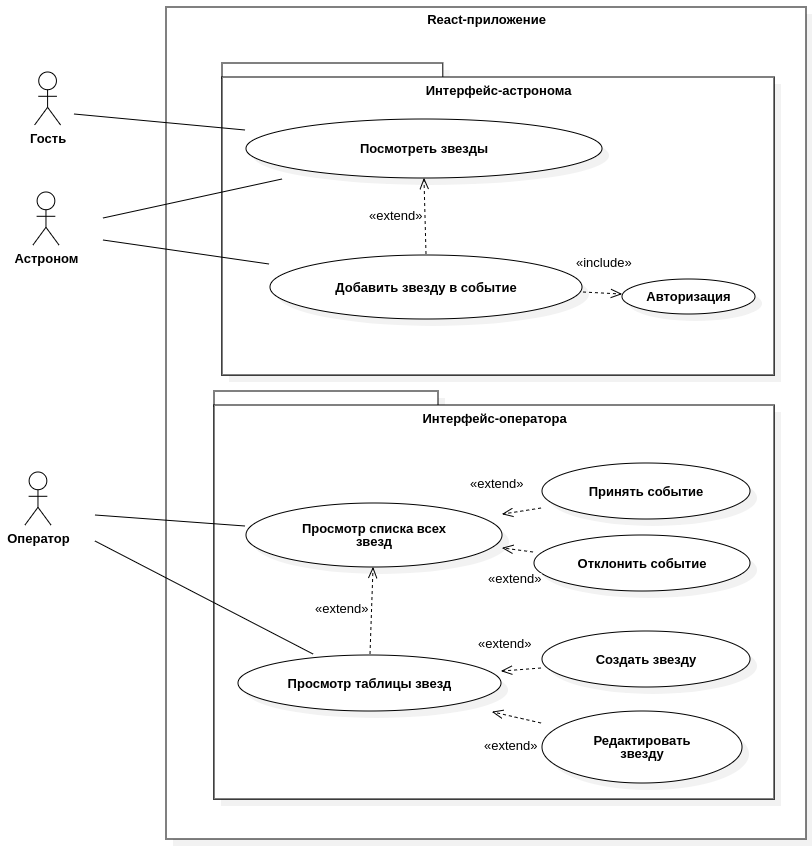 React-приложение
Интерфейс-астронома
Гость
Посмотреть звезды
«extend»
Астроном
«include»
Добавить звезду в событие
Авторизация
Интерфейс-оператора
«extend»
Принять событие
Оператор
Просмотр списка всех
звезд
Отклонить событие
«extend»
«extend»
«extend»
Создать звезду
Просмотр таблицы звезд
Редактировать
звезду
«extend»